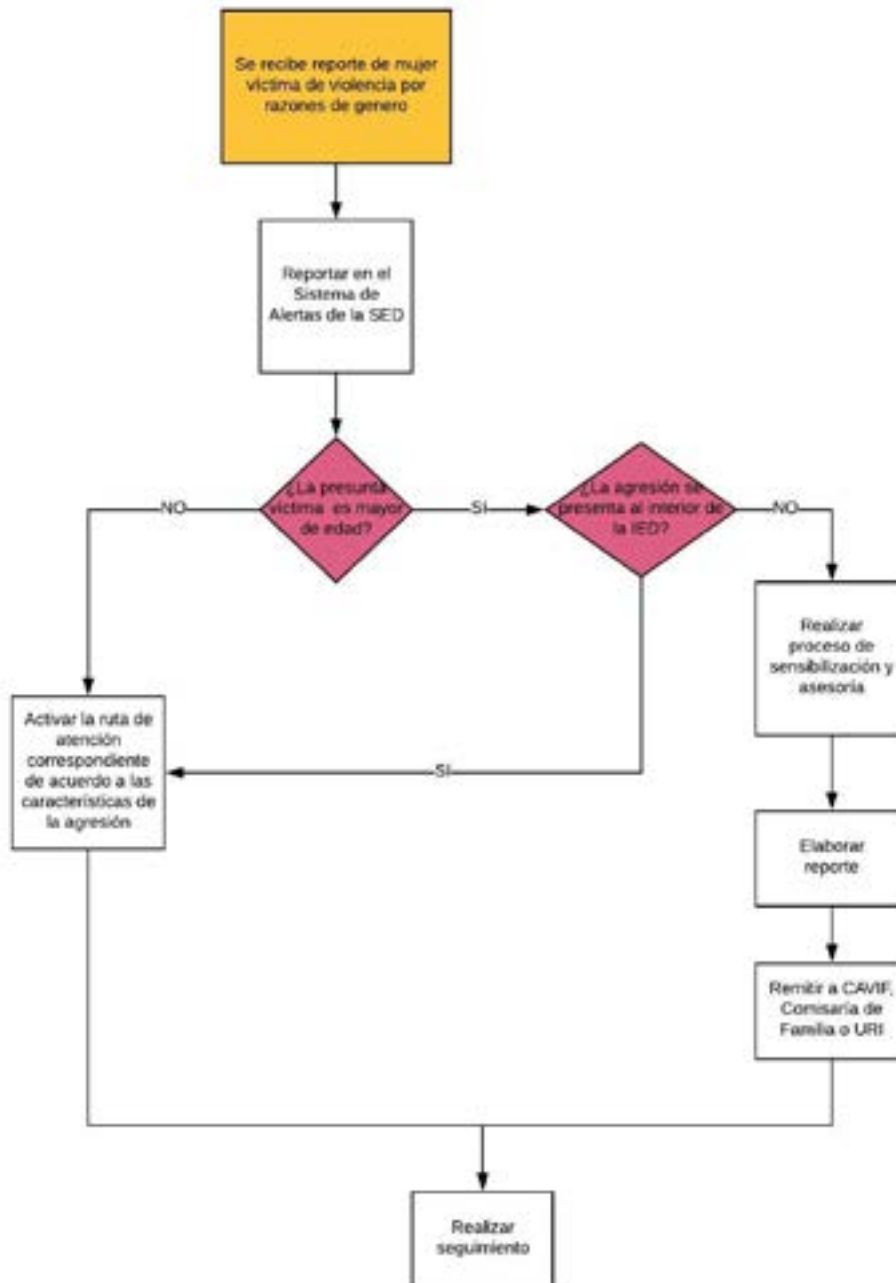 Se recibe reporte de mujer
víctima de violencia por
razones de genero
Reportar en el
Sistema de
Alertas de la SED
¿La presunta
víctima es mayor
de edad?
NO
SI
¿La agresión se
presenta al interior de
la IED?
NO
Realizar
proceso de
sensibilización y
asesoría
Activar la ruta de
atención
correspondiente
de acuerdo a las
características de
la agresión
SI
Elaborar
reporte
Remitir a CAVIF,
Comisaría de
Familia o URI
Realizar
seguimiento